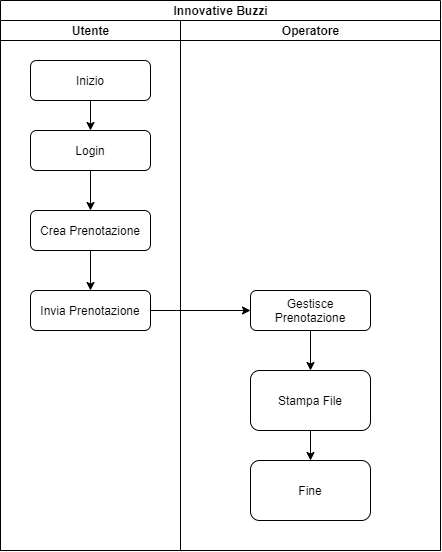 Innovative Buzzi
Utente
Operatore
Inizio
Login
Crea Prenotazione
Invia Prenotazione
Gestisce
Prenotazione
Stampa File
Fine